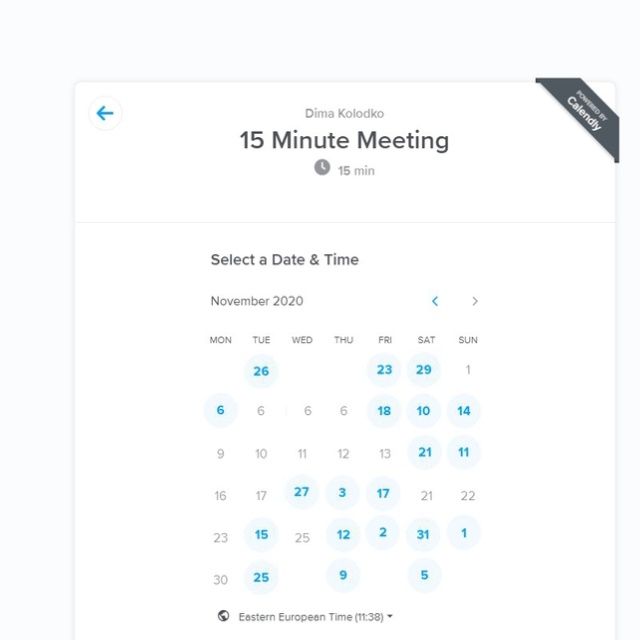 POWERED BY
Calendly
Dima Kolodko
15 Minute Meeting
15 min
Select a Date & Time
November 2020
MON TUE WED THU FRI SAT SUN
26 23 29 1
6 6 6 6 18 10 14
9 10 11 12 13 21 11
16 17 27 3 17 21 22
23 15 25 12 2 31 1
30 25 9 5
Eastern European Time (11:38)